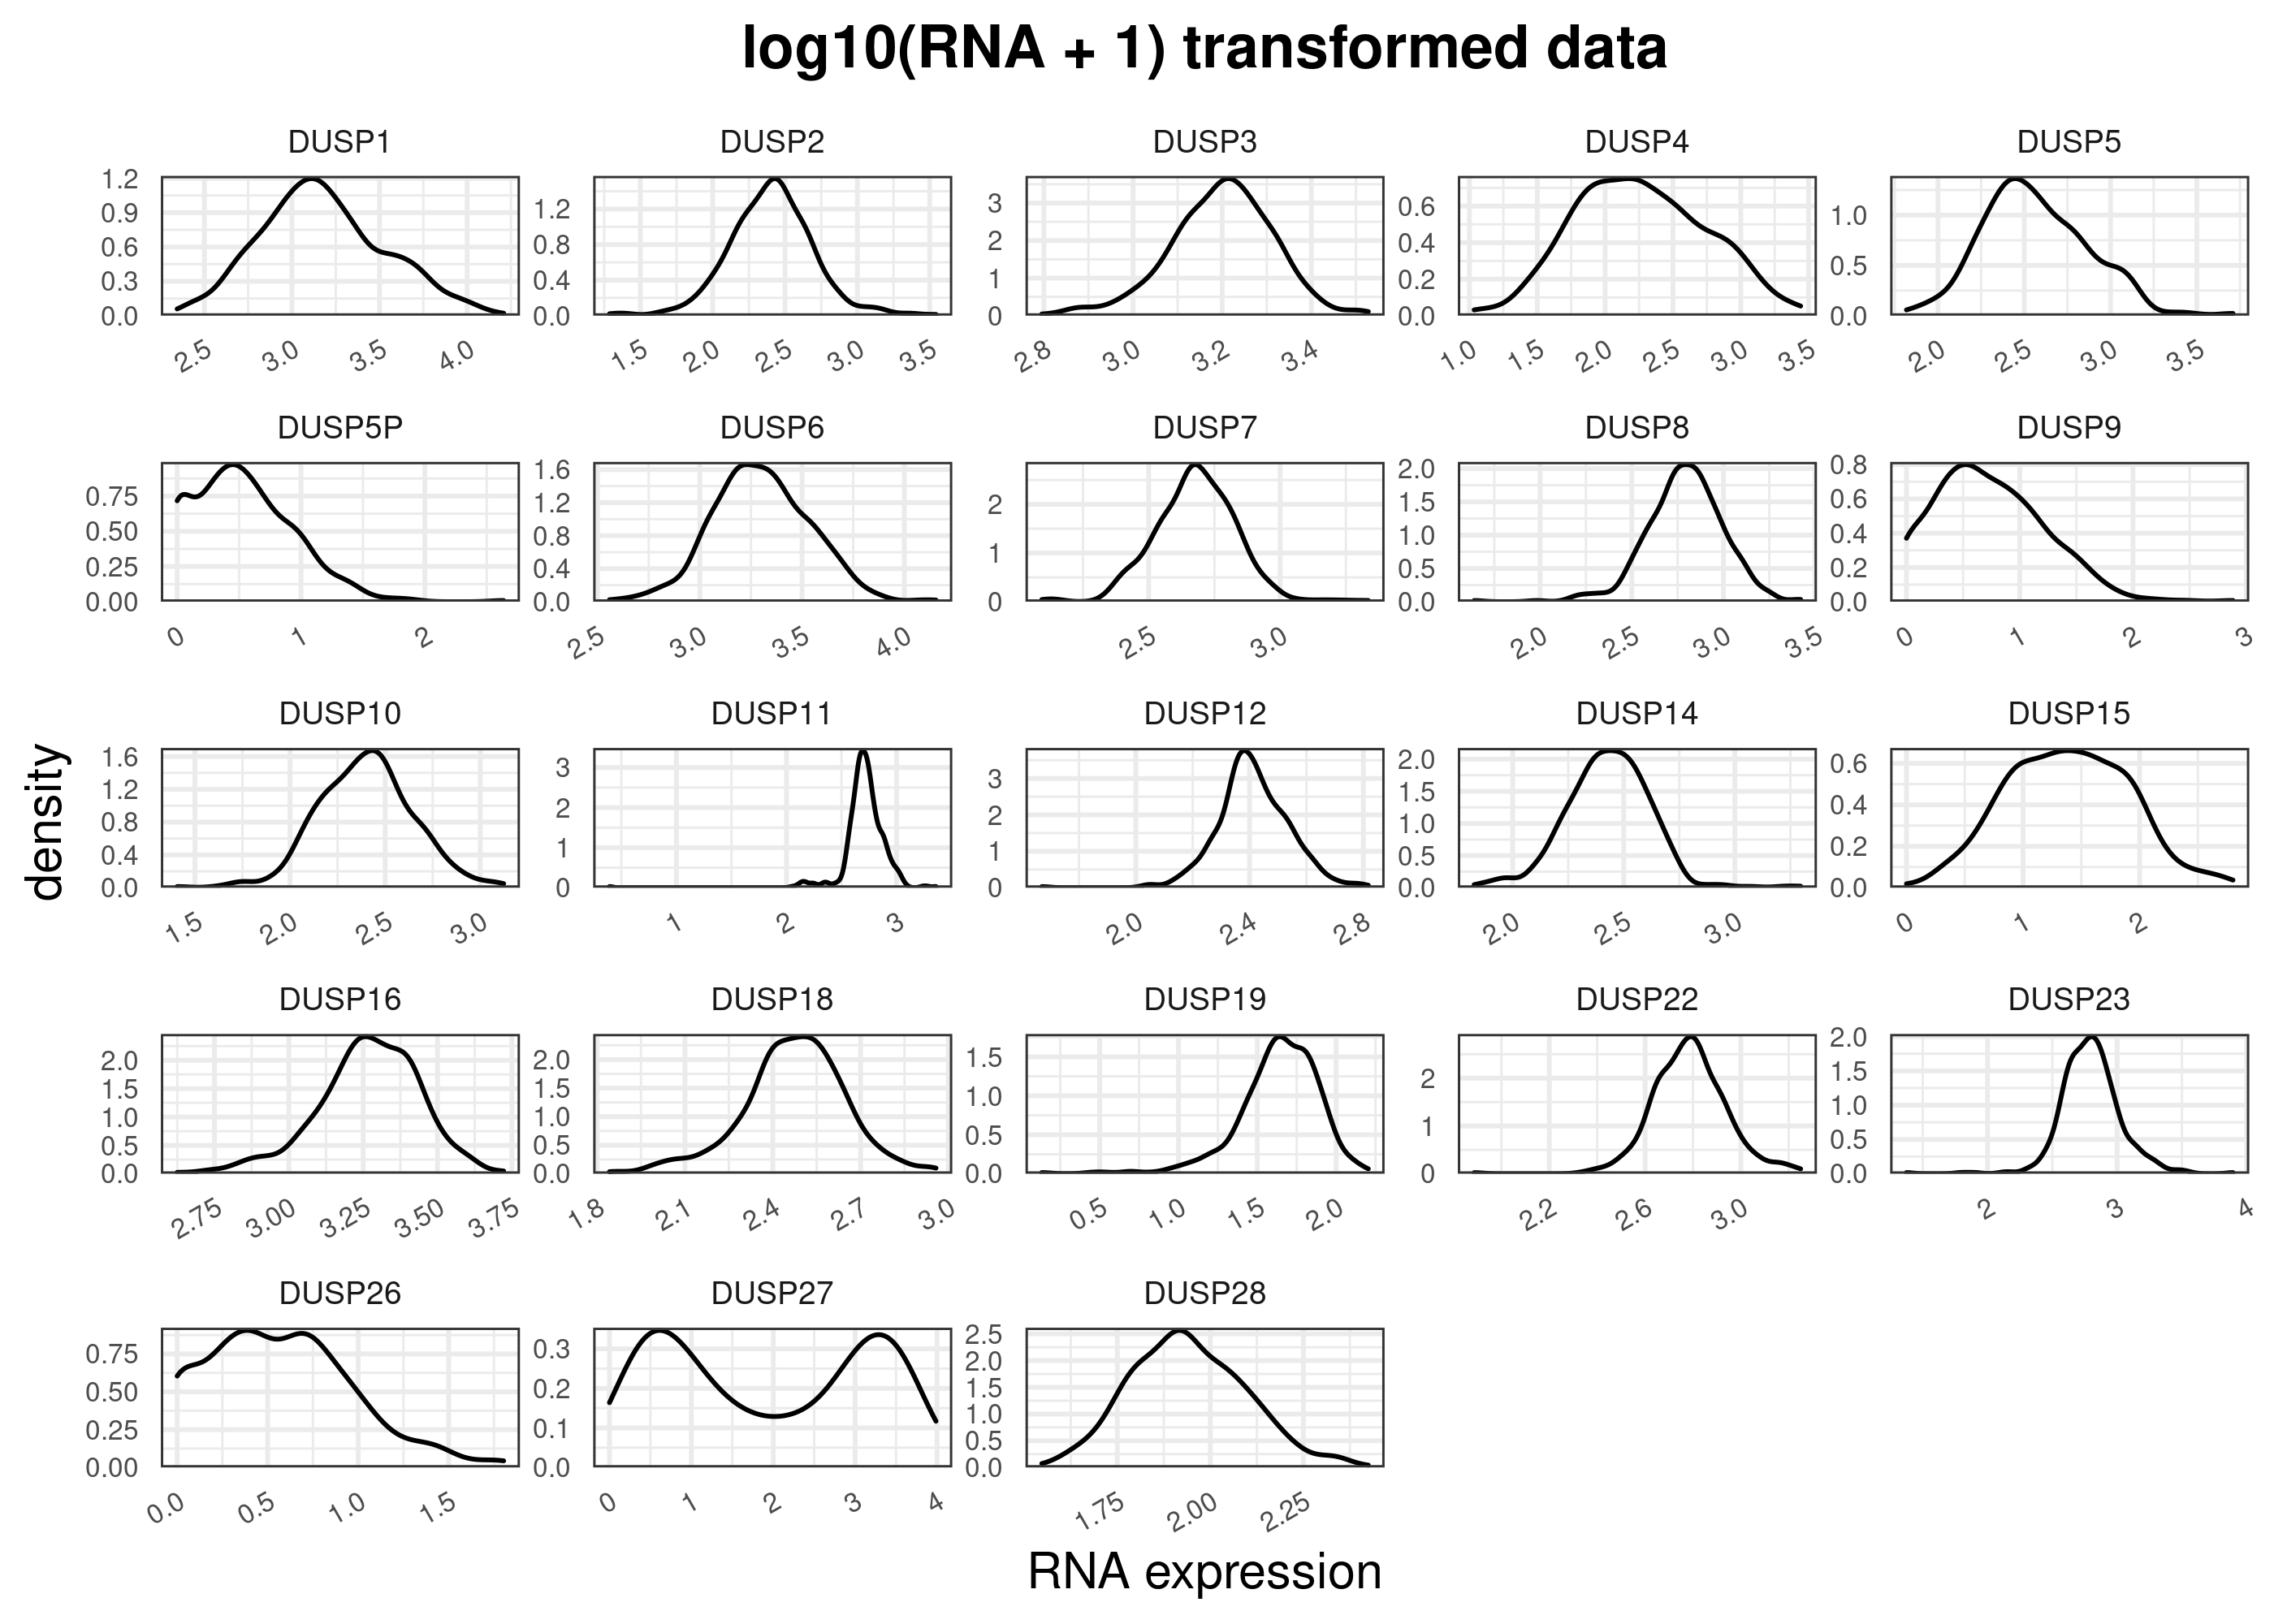 log10(RNA + 1) transformed data
DUSP1 DUSP2 DUSP3 DUSP4 DUSP5
1.2 0.9 0.6 0.3 0.0
1.2 0.8 0.4 0.0
3 2 1 0
0.6 0.4 0.2 0.0
1.0 0.5 0.0
2.5 3.0 3.5 4.0
1.5 2.0 2.5 3.0 3.5
2.8 3.0 3.2 3.4
1.0 1.5 2.0 2.5 3.0 3.5
2.0 2.5 3.0 3.5
DUSP5P DUSP6 DUSP7 DUSP8 DUSP9
0.75 0.50 0.25 0.00
1.6 1.2 0.8 0.4 0.0
2 1 0
2.0 1.5 1.0 0.5 0.0
0.8 0.6 0.4 0.2 0.0
0 1 2
2.5 3.0 3.5 4.0
2.5 3.0
2.0 2.5 3.0 3.5
0 1 2 3
density
DUSP10 DUSP11 DUSP12 DUSP14 DUSP15
1.6 1.2 0.8 0.4 0.0
3 2 1 0
3 2 1 0
2.0 1.5 1.0 0.5 0.0
0.6 0.4 0.2 0.0
1.5 2.0 2.5 3.0
1 2 3
2.0 2.4 2.8
2.0 2.5 3.0
0 1 2
DUSP16 DUSP18 DUSP19 DUSP22 DUSP23
2.0 1.5 1.0 0.5 0.0
2.0 1.5 1.0 0.5 0.0
1.5 1.0 0.5 0.0
2 1 0
2.0 1.5 1.0 0.5 0.0
2.75 3.00 3.25 3.50 3.75
1.8 2.1 2.4 2.7 3.0
0.5 1.0 1.5 2.0
2.2 2.6 3.0
2 3 4
DUSP26 DUSP27 DUSP28
0.75 0.50 0.25 0.00
0.3 0.2 0.1 0.0
2.5 2.0 1.5 1.0 0.5 0.0
0.0 0.5 1.0 1.5
0 1 2 3 4
1.75 2.00 2.25
RNA expression